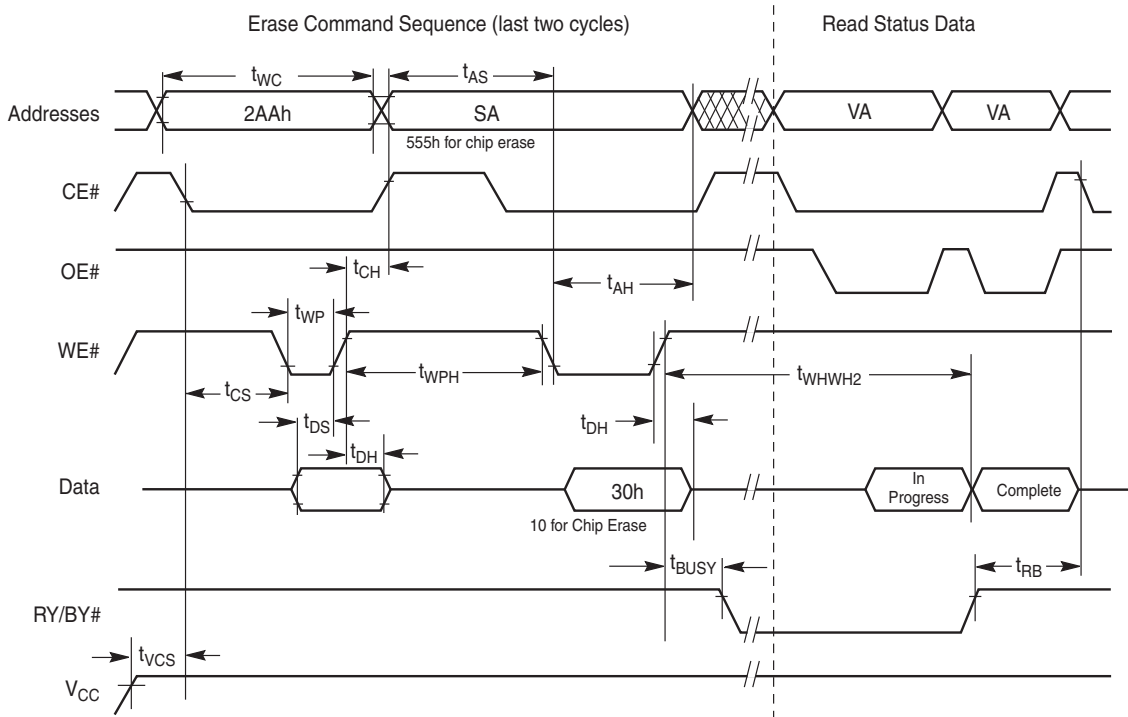 Erase Command Sequence (last two cycles)
Read Status Data
tWC
tAS
Addresses
2AAh
SA
VA
VA
555h for chip erase
CE#
OE#
tCH
tAH
tWP
WE#
tWPH
tWHWH2
tCS
tDS
tDH
tDH
Data
30h
In
Progress
Complete
10 for Chip Erase
tBUSY
tRB
RY/BY#
tVCS
VCC